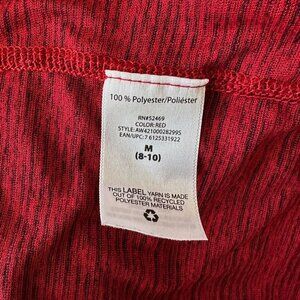 100 % Polyester/Poliéster
RN#52469
COLOR:RED
STYLE:AW421000282995
EAN/UPC:7 6125331922
M
(8-10)
THIS LABEL YARN IS MADE
OUT OF 100% RECYCLED
POLYESTER MATERIALS